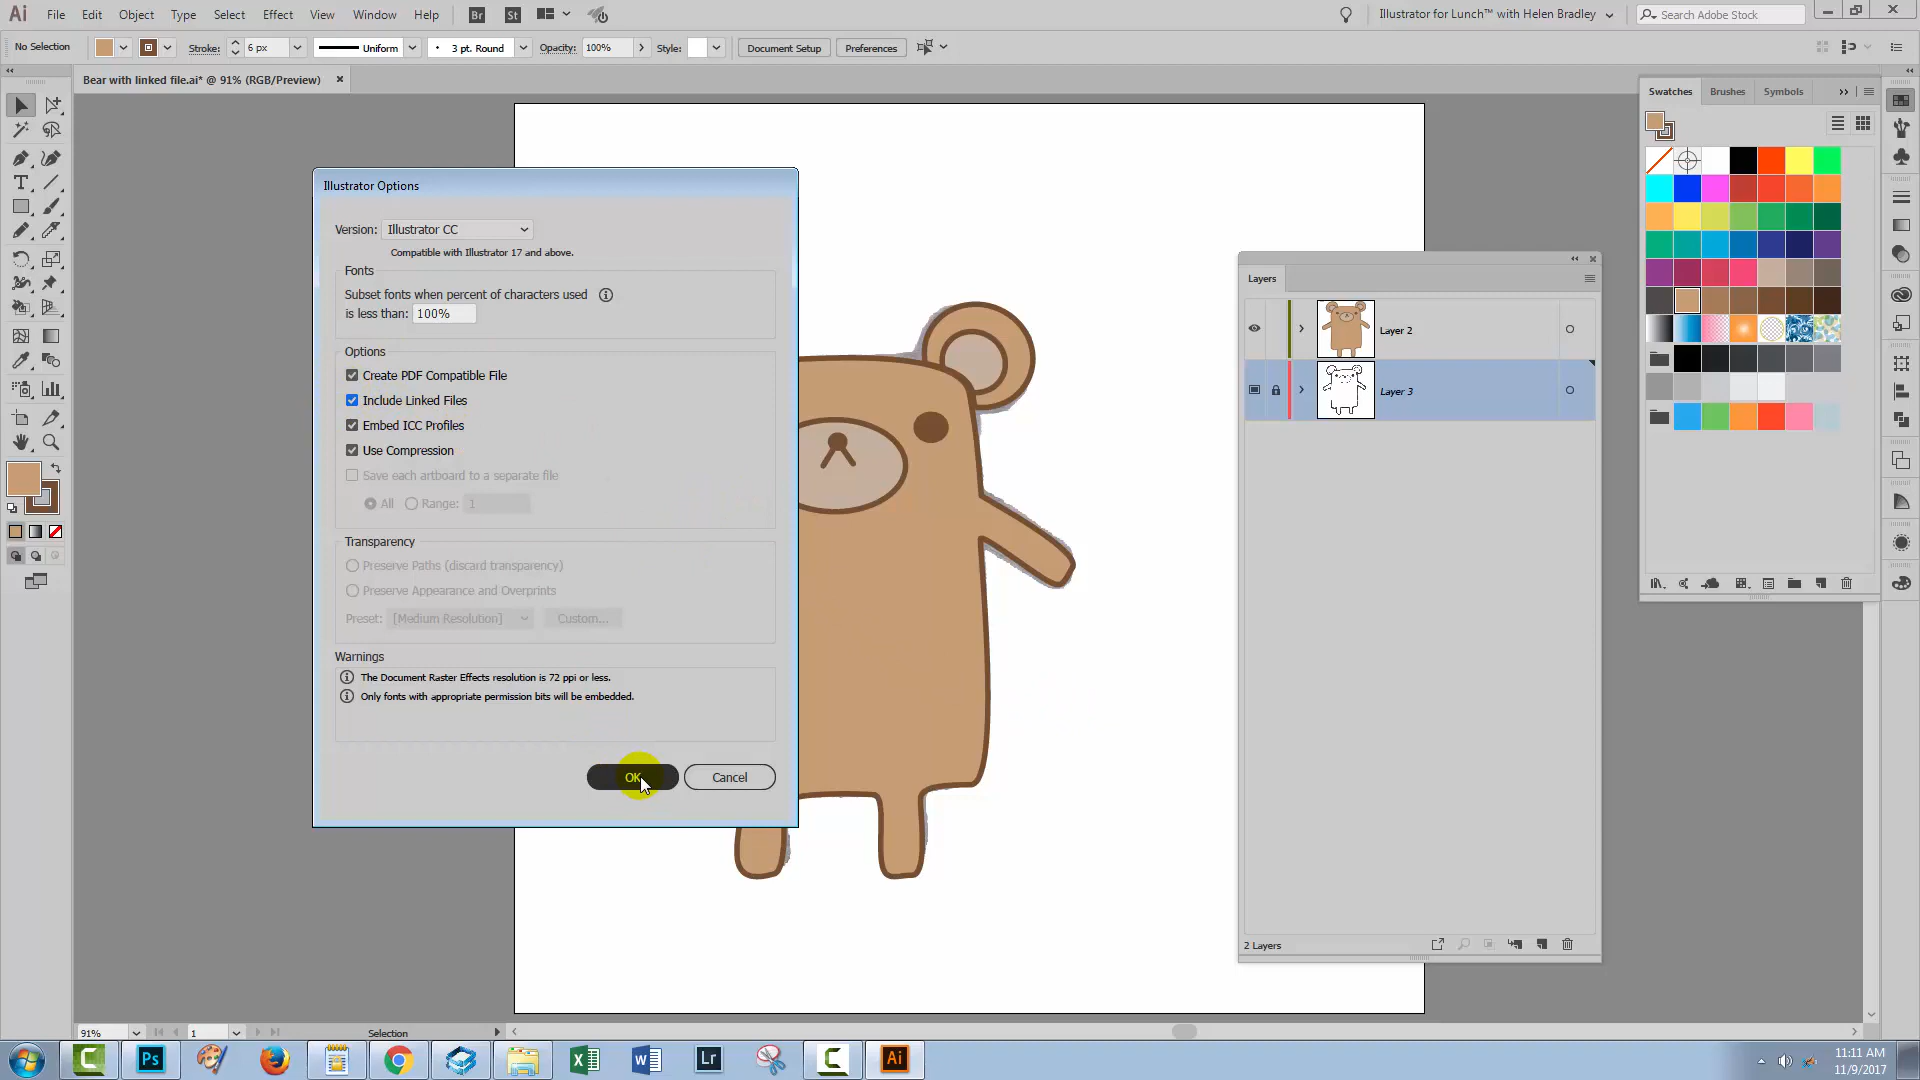 Ai File Edit Object Type Select Effect View Window Help Br St Illustrator for Lunch™ with Helen Bradley Search Adobe Stock
No Selection Stroke: 6 px Uniform 3 pt. Round Opacity: 100% Style: Document Setup Preferences
Bear with linked file.ai* @ 91% (RGB/Preview)
Swatches Brushes Symbols
Illustrator Options
Version: Illustrator CC
Compatible with Illustrator 17 and above.
Fonts
Subset fonts when percent of characters used
is less than: 100%
Options
Create PDF Compatible File
Include Linked Files
Embed ICC Profiles
Use Compression
Save each artboard to a separate file
All Range: 1
Transparency
Preserve Paths (discard transparency)
Preserve Appearance and Overprints
Preset: [Medium Resolution] Custom...
Warnings
The Document Raster Effects resolution is 72 ppi or less.
Only fonts with appropriate permission bits will be embedded.
OK Cancel
Layers
Layer 2
Layer 3
2 Layers
91% 1 Selection
Ps Lr Ai
11:11 AM
11/9/2017